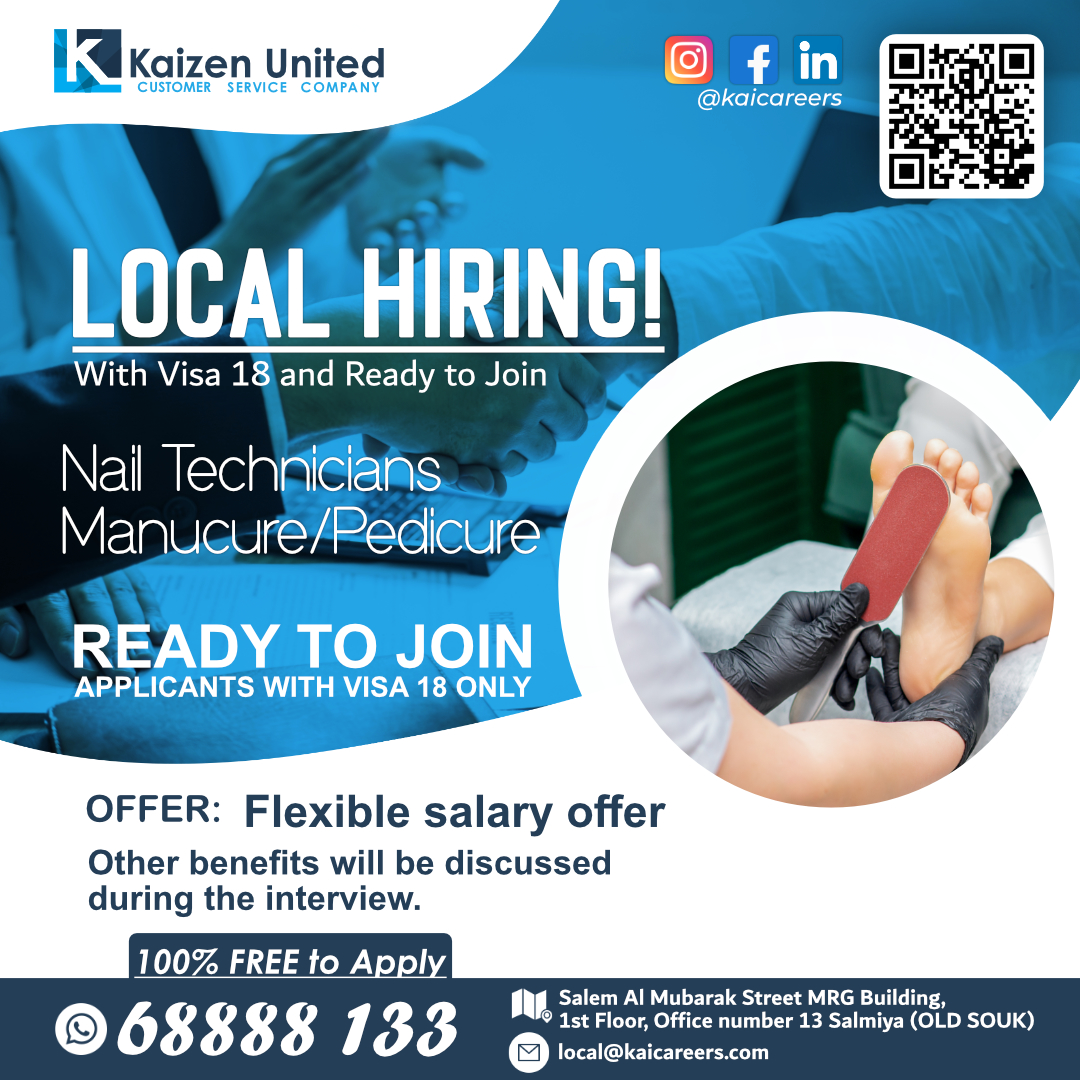 Kaizen United
CUSTOMER SERVICE COMPANY
@kaicareers
LOCAL HIRING!
With Visa 18 and Ready to Join
Nail Technicians
Manucure/Pedicure
READY TO JOIN
APPLICANTS WITH VISA 18 ONLY
OFFER: Flexible salary offer
Other benefits will be discussed
during the interview.
100% FREE to Apply
68888 133
Salem Al Mubarak Street MRG Building,
1st Floor, Office number 13 Salmiya (OLD SOUK)
local@kaicareers.com